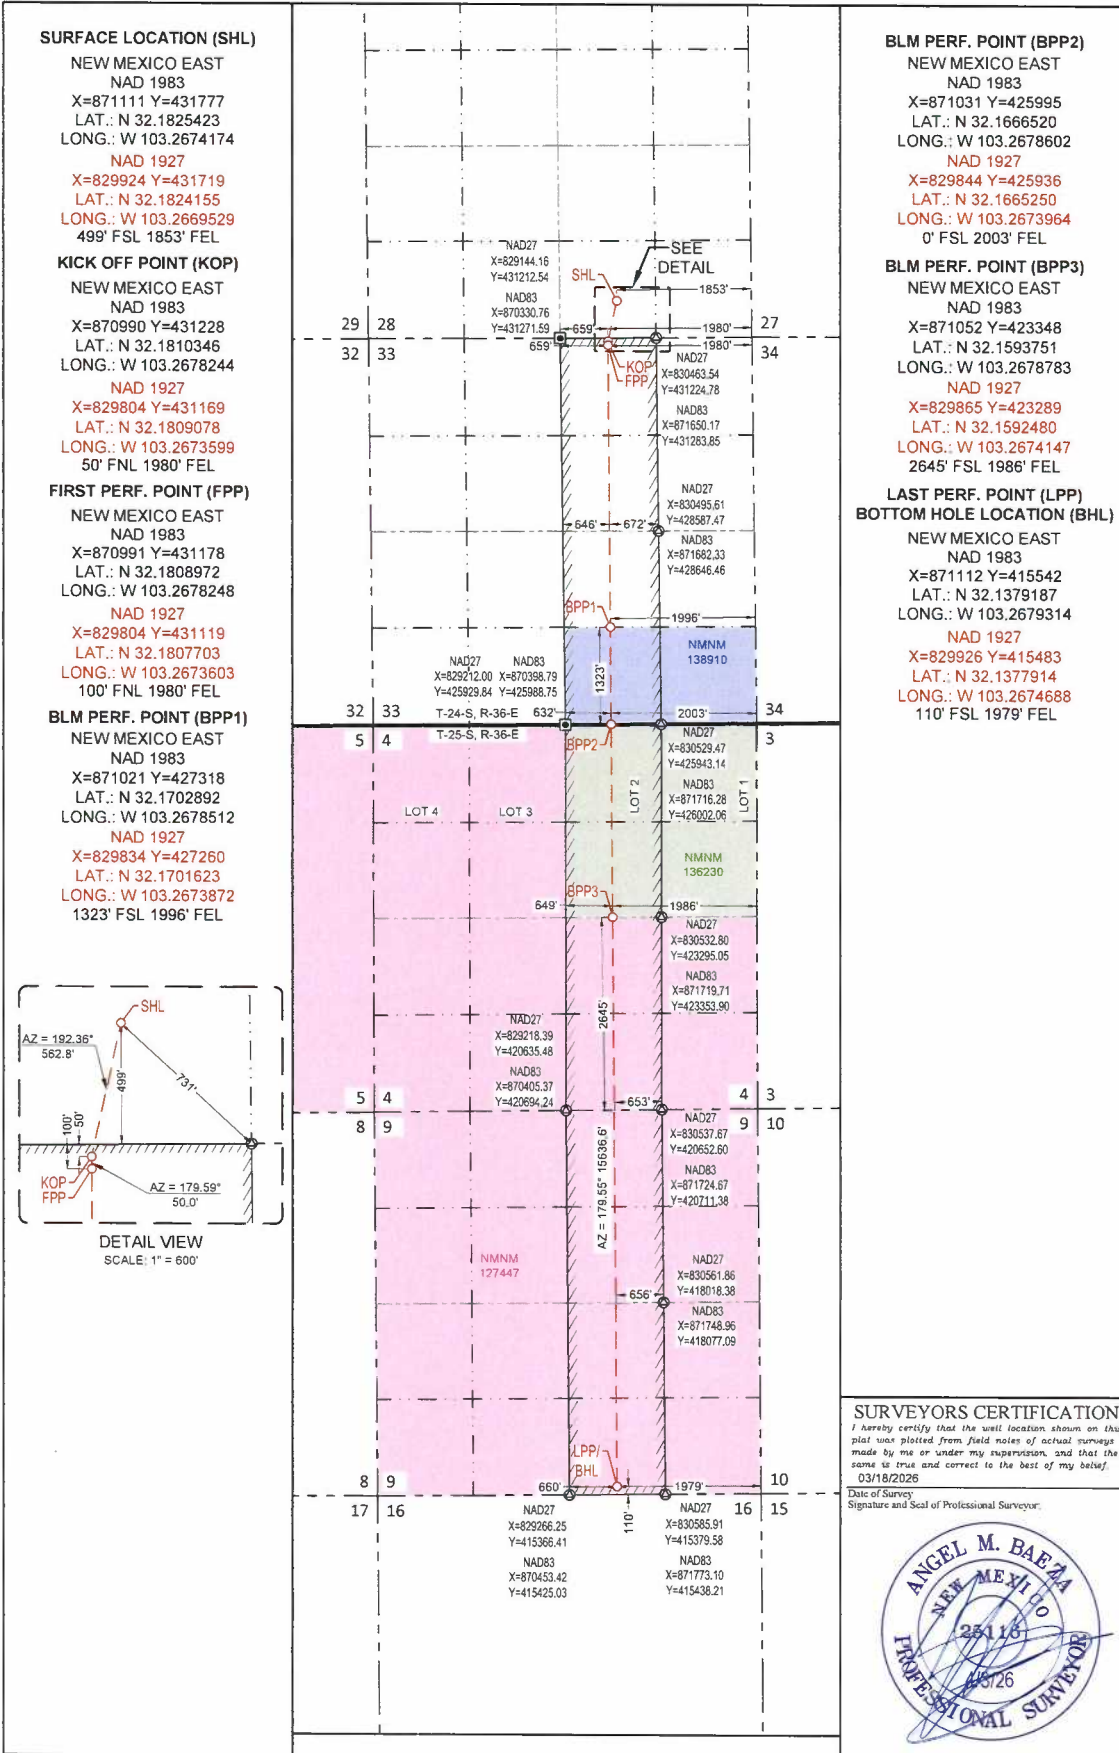 SURFACE LOCATION (SHL)
NEW MEXICO EAST
NAD 1983
X=871111 Y=431777
LAT.: N 32.1825423
LONG.: W 103.2674174
NAD 1927
X=829924 Y=431719
LAT.: N 32.1824155
LONG.: W 103.2669529
499' FSL 1853' FEL
KICK OFF POINT (KOP)
NEW MEXICO EAST
NAD 1983
X=870990 Y=431228
LAT.: N 32.1810346
LONG.: W 103.2678244
NAD 1927
X=829804 Y=431169
LAT.: N 32.1809078
LONG.: W 103.2673599
50' FNL 1980' FEL
FIRST PERF. POINT (FPP)
NEW MEXICO EAST
NAD 1983
X=870991 Y=431178
LAT.: N 32.1808972
LONG.: W 103.2678248
NAD 1927
X=829804 Y=431119
LAT.: N 32.1807703
LONG.: W 103.2673603
100' FNL 1980' FEL
BLM PERF. POINT (BPP1)
NEW MEXICO EAST
NAD 1983
X=871021 Y=427318
LAT.: N 32.1702892
LONG.: W 103.2678512
NAD 1927
X=829834 Y=427260
LAT.: N 32.1701623
LONG.: W 103.2673872
1323' FSL 1996' FEL
SHL
AZ = 192.36°
562.8'
499'
731'
100'
50'
KOP
FPP
AZ = 179.59°
50.0'
DETAIL VIEW
SCALE: 1" = 600'
NAD27
X=829144.16
Y=431212.54
NAD83
X=870330.76
Y=431271.59
SEE
DETAIL
SHL
1853'
29 28
27
659'
1980'
32 33
659'
1980'
34
KOP
FPP
NAD27
X=830463.54
Y=431224.78
NAD83
X=871650.17
Y=431283.85
NAD27
X=830495.61
Y=428587.47
646'
672'
NAD83
X=871682.33
Y=428646.46
BPP1
1996'
NMNM
138910
1323'
NAD27 NAD83
X=829212.00 X=870398.79
Y=425929.84 Y=425988.75
32 33
T-24-S, R-36-E
632'
2003'
34
5 4
T-25-S, R-36-E
BPP2
3
NAD27
X=830529.47
Y=425943.14
NAD83
X=871716.28
Y=426002.06
LOT 4
LOT 3
LOT 2
LOT 1
NMNM
136230
BPP3
649'
1986'
NAD27
X=830532.80
Y=423295.05
NAD83
X=871719.71
Y=423353.90
2645'
NAD27
X=829218.39
Y=420635.48
NAD83
X=870405.37
Y=420694.24
5 4
653'
4 3
8 9
9 10
NAD27
X=830537.67
Y=420652.60
NAD83
X=871724.67
Y=420711.38
AZ = 179.55° 15636.6'
NMNM
127447
NAD27
X=830561.86
Y=418018.38
656'
NAD83
X=871748.96
Y=418077.09
LPP/
BHL
8 9
660'
1979'
10
17 16
16 15
110'
NAD27
X=829266.25
Y=415366.41
NAD83
X=870453.42
Y=415425.03
NAD27
X=830585.91
Y=415379.58
NAD83
X=871773.10
Y=415438.21
BLM PERF. POINT (BPP2)
NEW MEXICO EAST
NAD 1983
X=871031 Y=425995
LAT.: N 32.1666520
LONG.: W 103.2678602
NAD 1927
X=829844 Y=425936
LAT.: N 32.1665250
LONG.: W 103.2673964
0' FSL 2003' FEL
BLM PERF. POINT (BPP3)
NEW MEXICO EAST
NAD 1983
X=871052 Y=423348
LAT.: N 32.1593751
LONG.: W 103.2678783
NAD 1927
X=829865 Y=423289
LAT.: N 32.1592480
LONG.: W 103.2674147
2645' FSL 1986' FEL
LAST PERF. POINT (LPP)
BOTTOM HOLE LOCATION (BHL)
NEW MEXICO EAST
NAD 1983
X=871112 Y=415542
LAT.: N 32.1379187
LONG.: W 103.2679314
NAD 1927
X=829926 Y=415483
LAT.: N 32.1377914
LONG.: W 103.2674688
110' FSL 1979' FEL
SURVEYORS CERTIFICATION
I hereby certify that the well location shown on this
plat was plotted from field notes of actual surveys
made by me or under my supervision, and that the
same is true and correct to the best of my belief.
03/18/2026
Date of Survey
Signature and Seal of Professional Surveyor:
ANGEL M. BAEZA
NEW MEXICO
PROFESSIONAL SURVEYOR